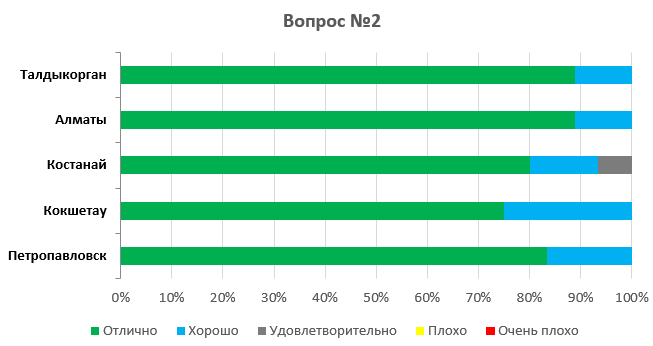 Вопрос №2
Талдыкорган
Алматы
Костанай
Кокшетау
Петропавловск
0% 10% 20% 30% 40% 50% 60% 70% 80% 90% 100%
Отлично Хорошо Удовлетворительно Плохо Очень плохо